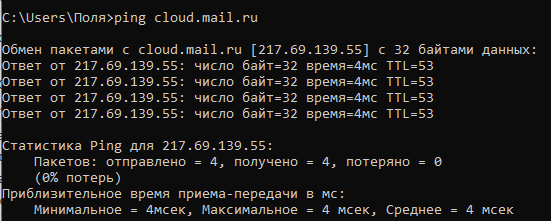 C:\Users\Поля>ping cloud.mail.ru
Обмен пакетами с cloud.mail.ru [217.69.139.55] с 32 байтами данных:
Ответ от 217.69.139.55: число байт=32 время=4мс TTL=53
Ответ от 217.69.139.55: число байт=32 время=4мс TTL=53
Ответ от 217.69.139.55: число байт=32 время=4мс TTL=53
Ответ от 217.69.139.55: число байт=32 время=4мс TTL=53
Статистика Ping для 217.69.139.55:
Пакетов: отправлено = 4, получено = 4, потеряно = 0
(0% потерь)
Приблизительное время приема-передачи в мс:
Минимальное = 4мсек, Максимальное = 4 мсек, Среднее = 4 мсек